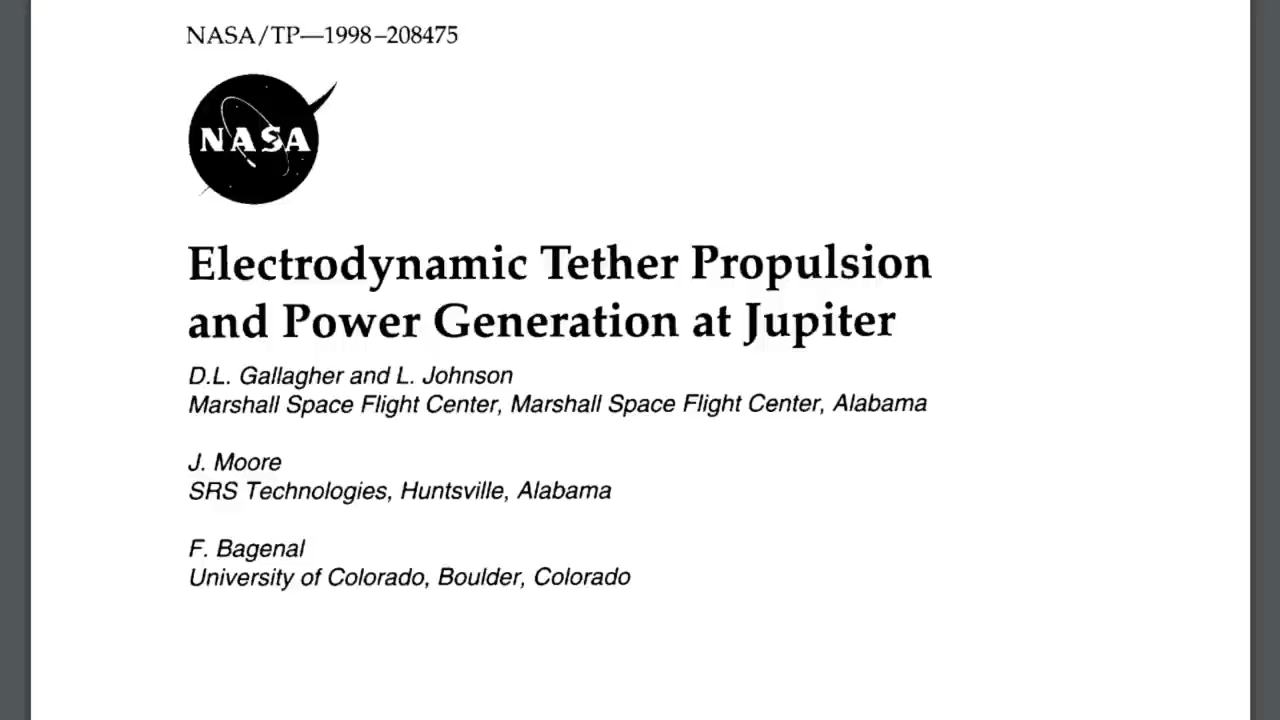 NASA/TP—1998–208475
NASA
Electrodynamic Tether Propulsion
and Power Generation at Jupiter
D.L. Gallagher and L. Johnson
Marshall Space Flight Center, Marshall Space Flight Center, Alabama
J. Moore
SRS Technologies, Huntsville, Alabama
F. Bagenal
University of Colorado, Boulder, Colorado